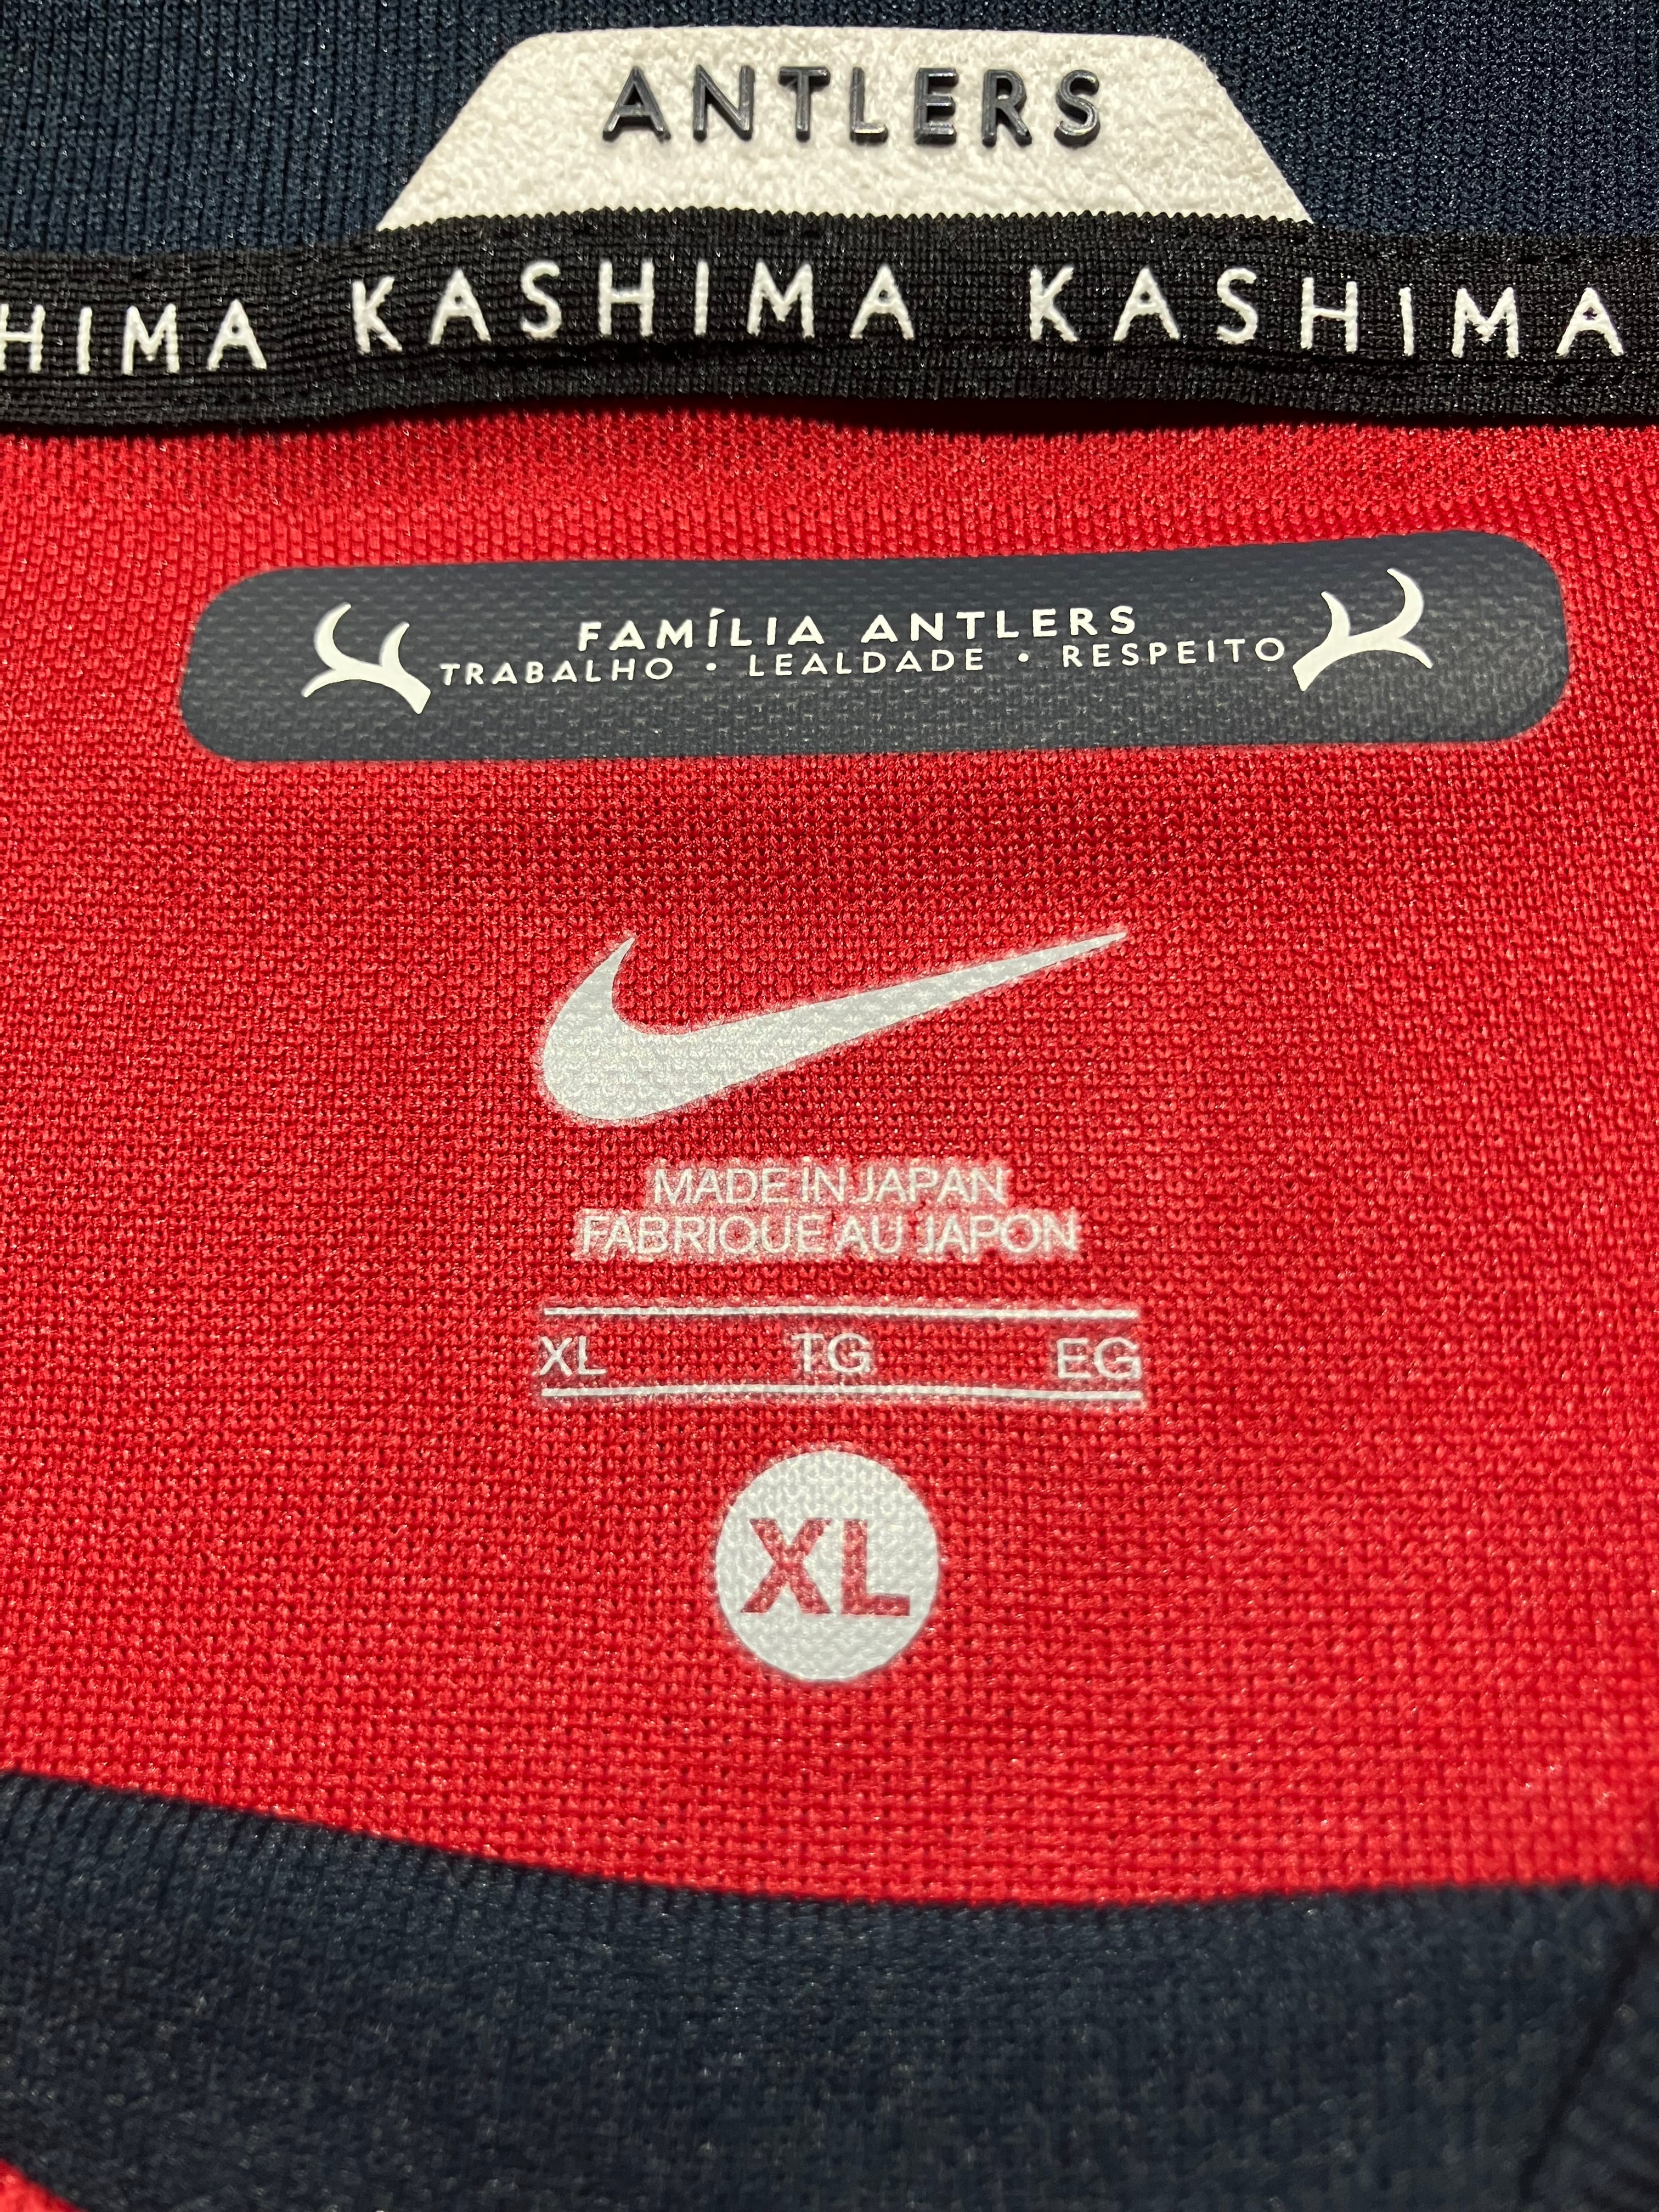 ANTLERS
HIMA KASHIMA KASHIMA
FAMÍLIA ANTLERS
TRABALHO · LEALDADE · RESPEITO
MADE IN JAPAN
FABRIQUE AU JAPON
XL TG EG
XL